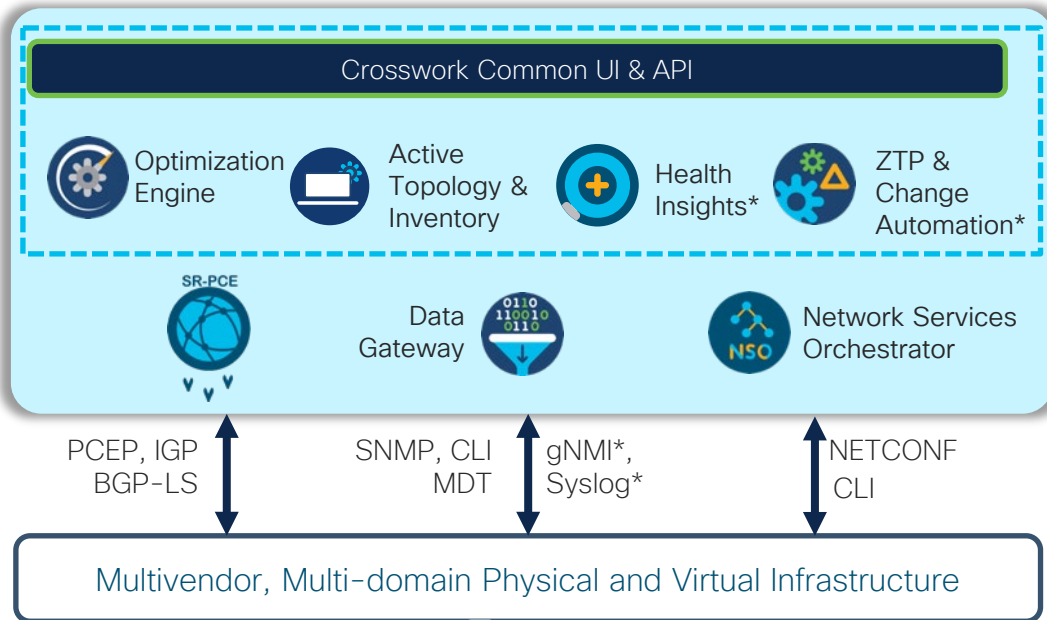 Crosswork Common UI & API
Optimization
Engine
Active
Topology &
Inventory
Health
Insights*
ZTP &
Change
Automation*
SR-PCE
Data
Gateway
0110
110010
0110
NSO
Network Services
Orchestrator
PCEP, IGP
BGP-LS
SNMP, CLI
MDT
gNMI*,
Syslog*
NETCONF
CLI
Multivendor, Multi-domain Physical and Virtual Infrastructure